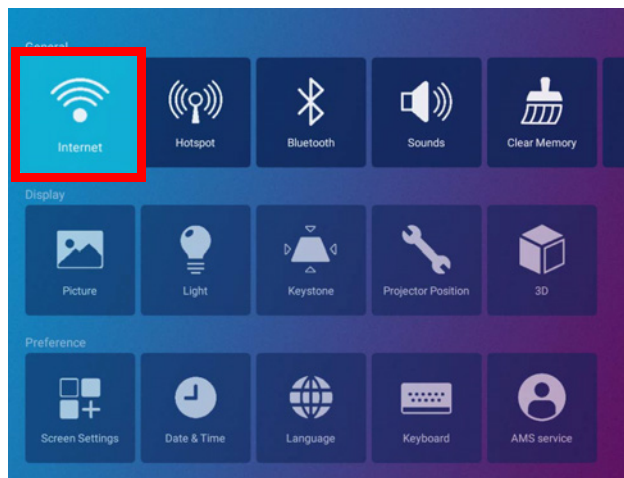 General
Internet
Hotspot
Bluetooth
Sounds
Clear Memory
Display
Picture
Light
Keystone
Projector Position
3D
Preference
Screen Settings
Date & Time
Language
Keyboard
AMS service